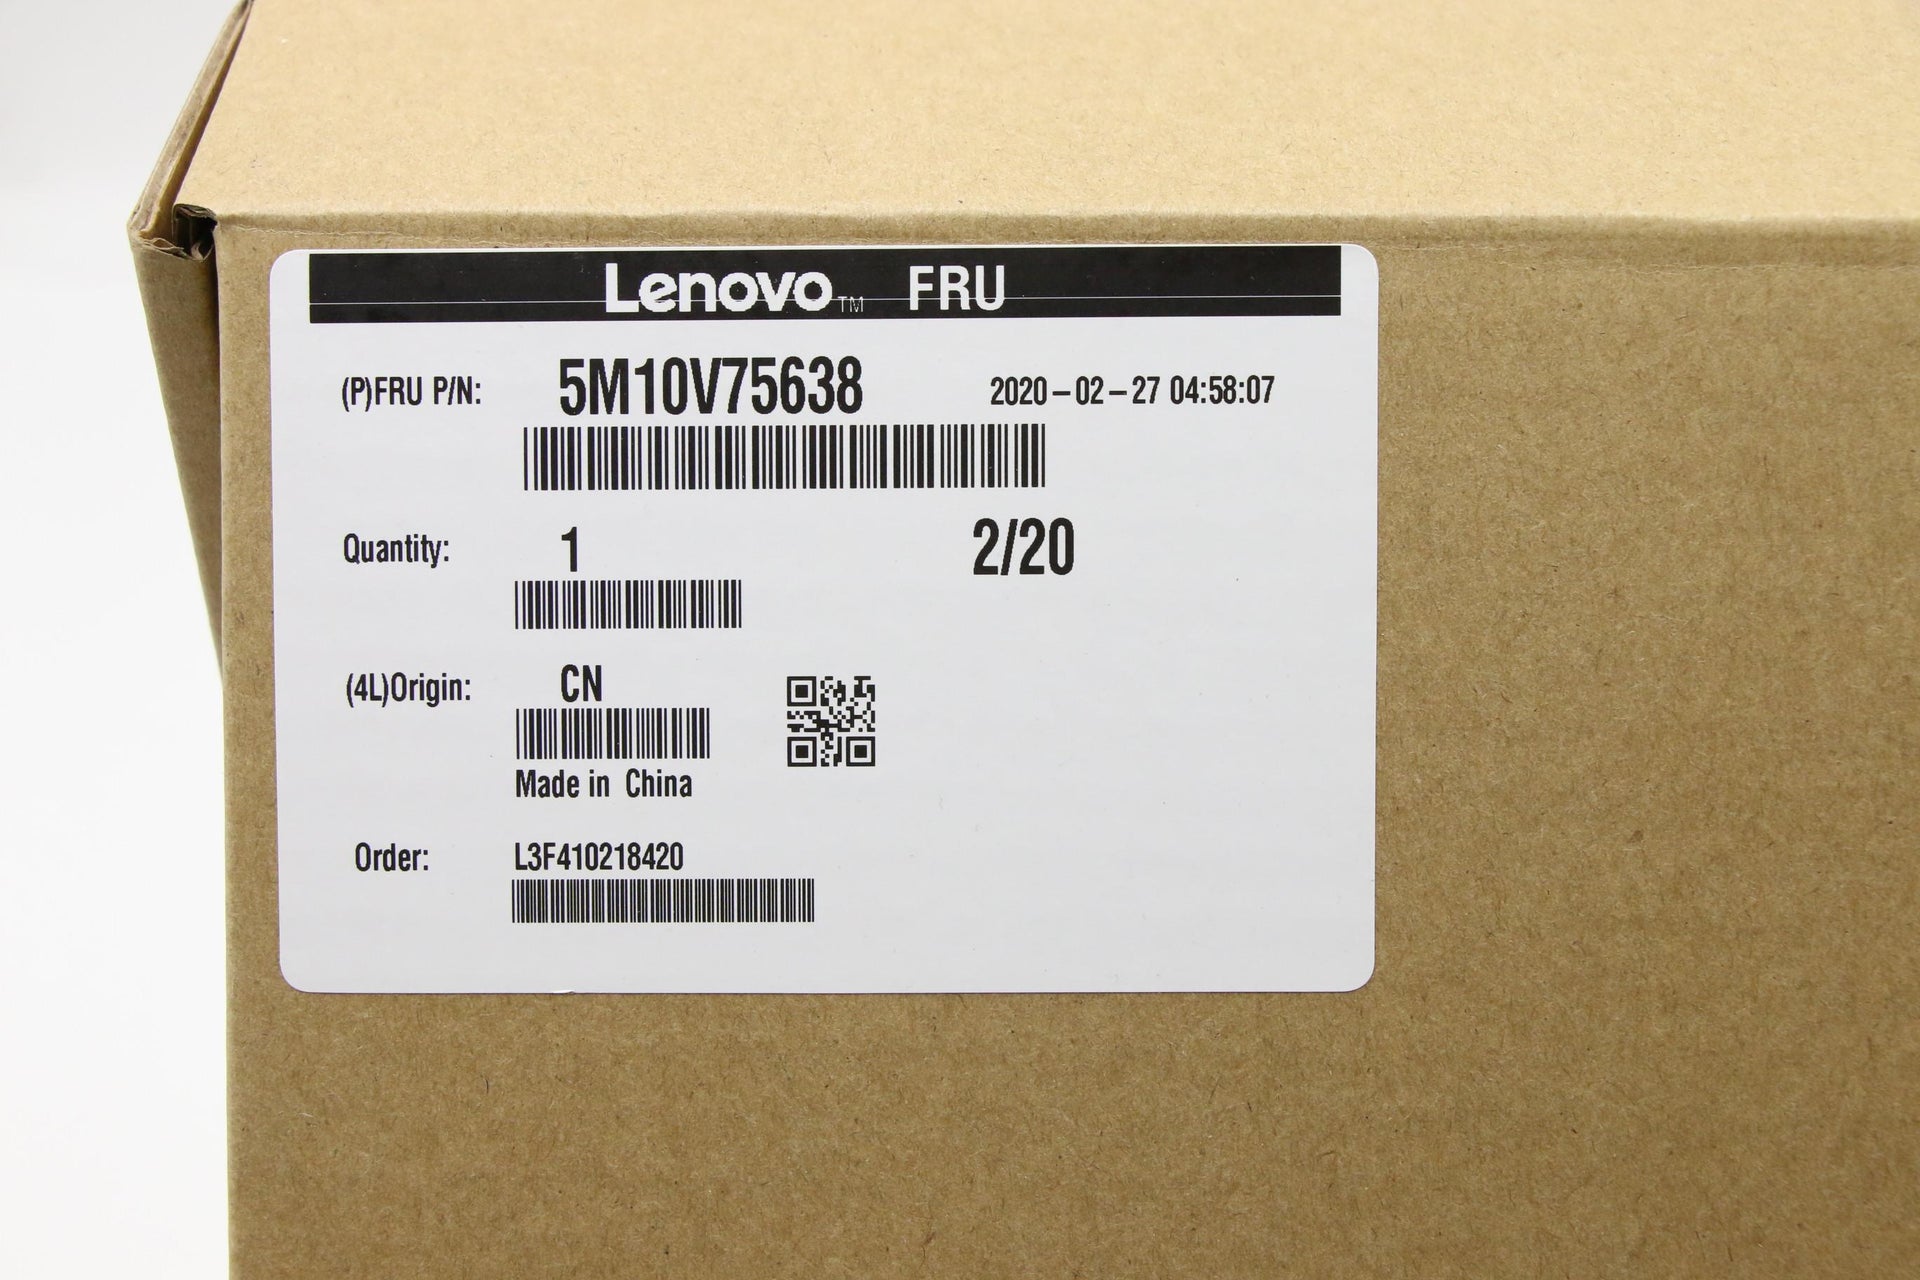 Lenovo™ FRU
(P)FRU P/N: 5M10V75638 2020-02-27 04:58:07
Quantity: 1 2/20
(4L)Origin: CN
Made in China
Order: L3F410218420